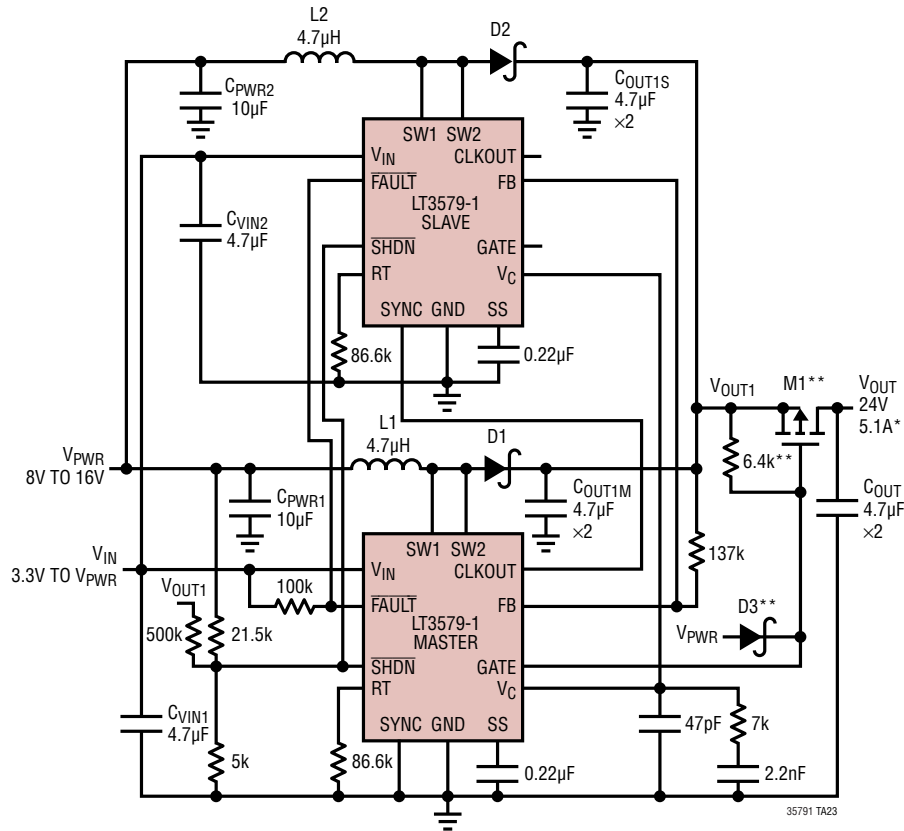 L2
4.7µH
D2
CPWR2
10µF
COUT1S
4.7µF
×2
SW1 SW2
VIN
CLKOUT
FAULT
FB
LT3579-1
SLAVE
CVIN2
4.7µF
SHDN
GATE
RT
VC
SYNC GND SS
86.6k
0.22µF
VOUT1
M1**
VOUT
24V
5.1A*
L1
4.7µH
D1
6.4k**
VPWR
8V TO 16V
CPWR1
10µF
COUT1M
4.7µF
×2
COUT
4.7µF
×2
SW1 SW2
137k
VIN
3.3V TO VPWR
VIN
CLKOUT
VOUT1
100k
FAULT
FB
D3**
500k
21.5k
LT3579-1
MASTER
VPWR
SHDN
GATE
RT
VC
CVIN1
4.7µF
SYNC GND SS
47pF
7k
5k
86.6k
0.22µF
2.2nF
35791 TA23